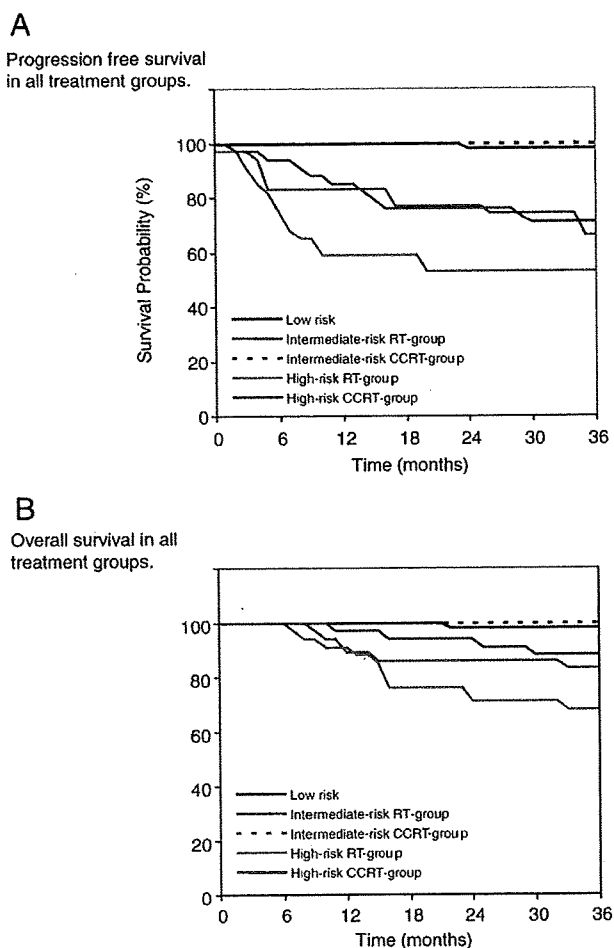 A
Progression free survival
in all treatment groups.
Survival Probability (%)
100
80
60
40
20
0
Low risk
Intermediate-risk RT-group
Intermediate-risk CCRT-group
High-risk RT-group
High-risk CCRT-group
0 6 12 18 24 30 36
Time (months)
B
Overall survival in all
treatment groups.
100
80
60
40
20
0
Low risk
Intermediate-risk RT-group
Intermediate-risk CCRT-group
High-risk RT-group
High-risk CCRT-group
0 6 12 18 24 30 36
Time (months)